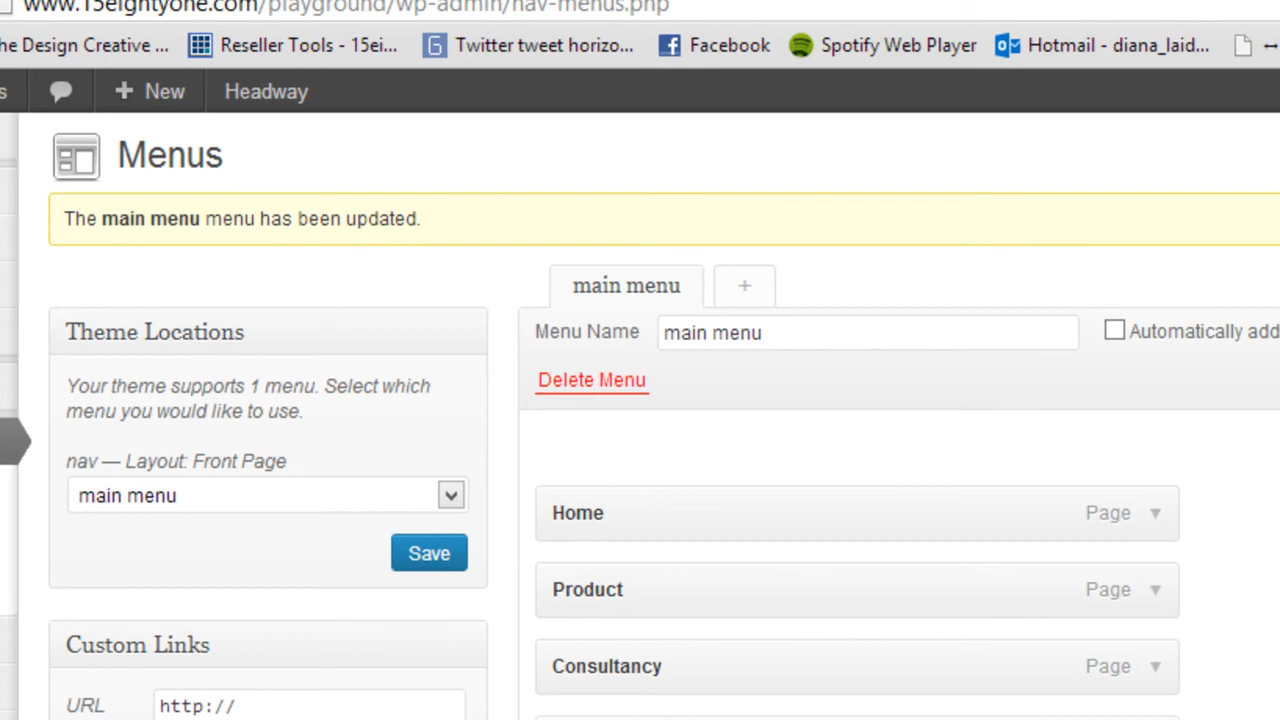 www.15eightyone.com/playground/wp-admin/nav-menus.php
he Design Creative ... Reseller Tools - 15ei... Twitter tweet horizo... Facebook Spotify Web Player Hotmail - diana_laid...
s + New Headway
Menus
The main menu menu has been updated.
main menu +
Theme Locations
Menu Name main menu Automatically add
Delete Menu
Your theme supports 1 menu. Select which
menu you would like to use.
nav — Layout: Front Page
main menu
Save
Home Page
Product Page
Consultancy Page
Custom Links
URL http://